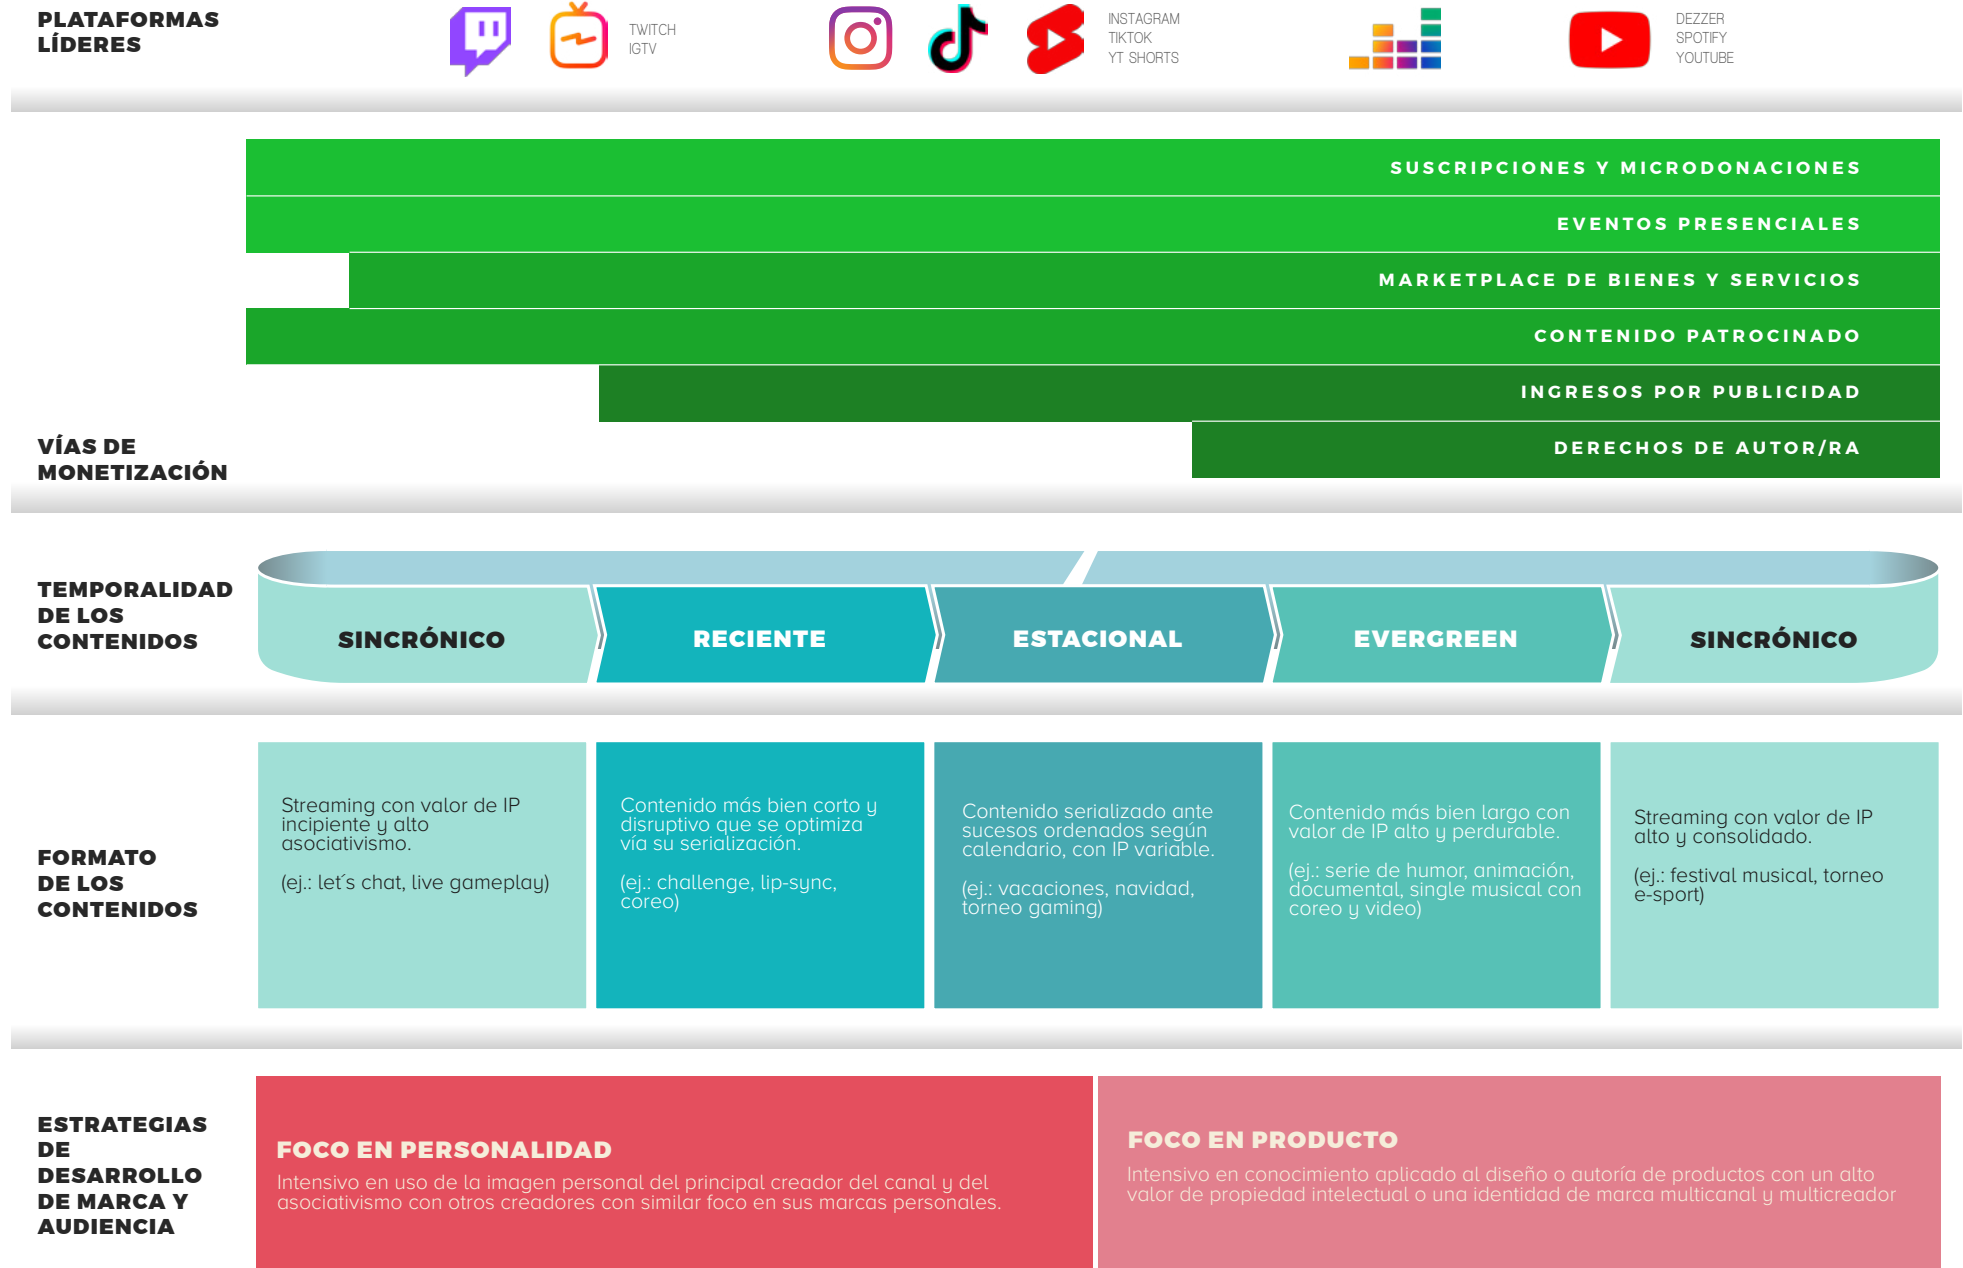 PLATAFORMAS
LÍDERES
TWITCH
IGTV
INSTAGRAM
TIKTOK
YT SHORTS
DEZZER
SPOTIFY
YOUTUBE
SUSCRIPCIONES Y MICRODONACIONES
EVENTOS PRESENCIALES
MARKETPLACE DE BIENES Y SERVICIOS
CONTENIDO PATROCINADO
INGRESOS POR PUBLICIDAD
DERECHOS DE AUTOR/RA
VÍAS DE
MONETIZACIÓN
TEMPORALIDAD
DE LOS
CONTENIDOS
SINCRÓNICO
RECIENTE
ESTACIONAL
EVERGREEN
SINCRÓNICO
FORMATO
DE LOS
CONTENIDOS
Streaming con valor de IP
incipiente y alto
asociativismo.
(ej.: let´s chat, live gameplay)
Contenido más bien corto y
disruptivo que se optimiza
vía su serialización.
(ej.: challenge, lip-sync,
coreo)
Contenido serializado ante
sucesos ordenados según
calendario, con IP variable.
(ej.: vacaciones, navidad,
torneo gaming)
Contenido más bien largo con
valor de IP alto y perdurable.
(ej.: serie de humor, animación,
documental, single musical con
coreo y video)
Streaming con valor de IP
alto y consolidado.
(ej.: festival musical, torneo
e-sport)
ESTRATEGIAS
DE
DESARROLLO
DE MARCA Y
AUDIENCIA
FOCO EN PERSONALIDAD
Intensivo en uso de la imagen personal del principal creador del canal y del
asociativismo con otros creadores con similar foco en sus marcas personales.
FOCO EN PRODUCTO
Intensivo en conocimiento aplicado al diseño o autoría de productos con un alto
valor de propiedad intelectual o una identidad de marca multicanal y multicreador